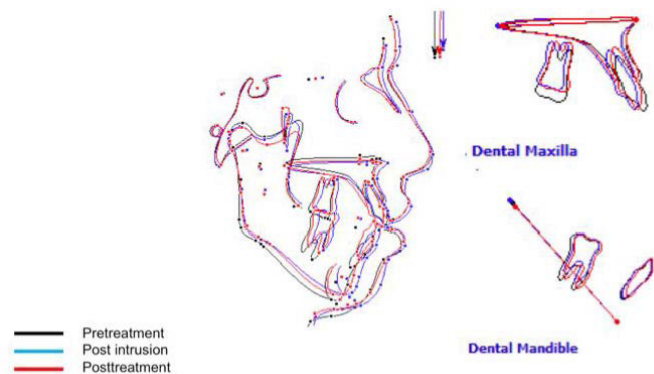 Dental Maxilla
Dental Mandible
Pretreatment
Post intrusion
Posttreatment